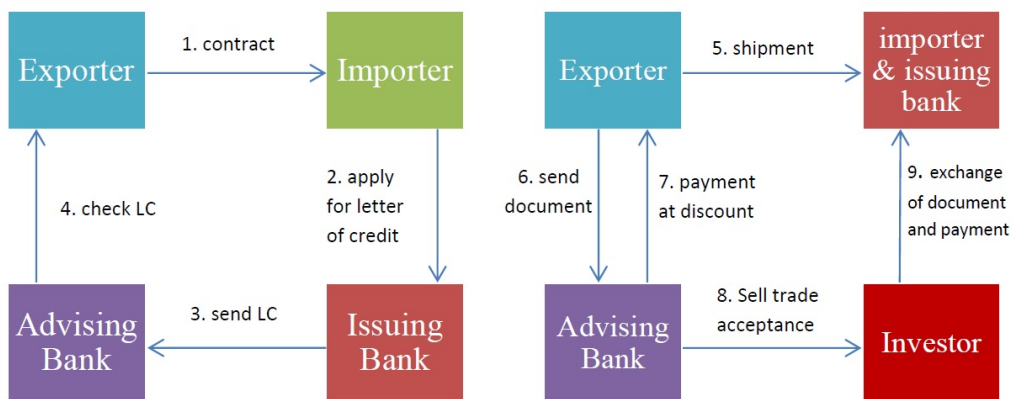 Exporter
1. contract
Importer
4. check LC
2. apply
for letter
of credit
Advising
Bank
3. send LC
Issuing
Bank
Exporter
5. shipment
importer
& issuing
bank
6. send
document
7. payment
at discount
9. exchange
of document
and payment
Advising
Bank
8. Sell trade
acceptance
Investor